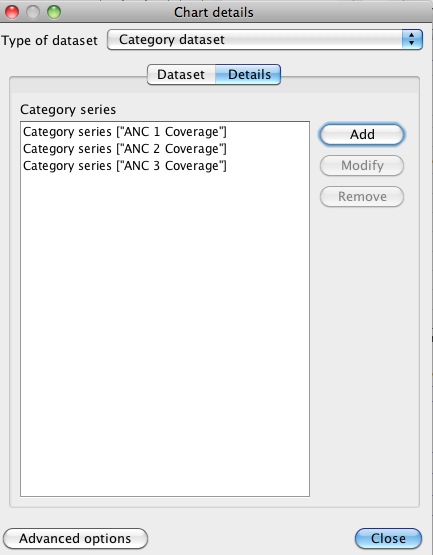 Chart details
Type of dataset Category dataset
Dataset Details
Category series
Category series ["ANC 1 Coverage"]
Category series ["ANC 2 Coverage"]
Category series ["ANC 3 Coverage"]
Add
Modify
Remove
Advanced options Close